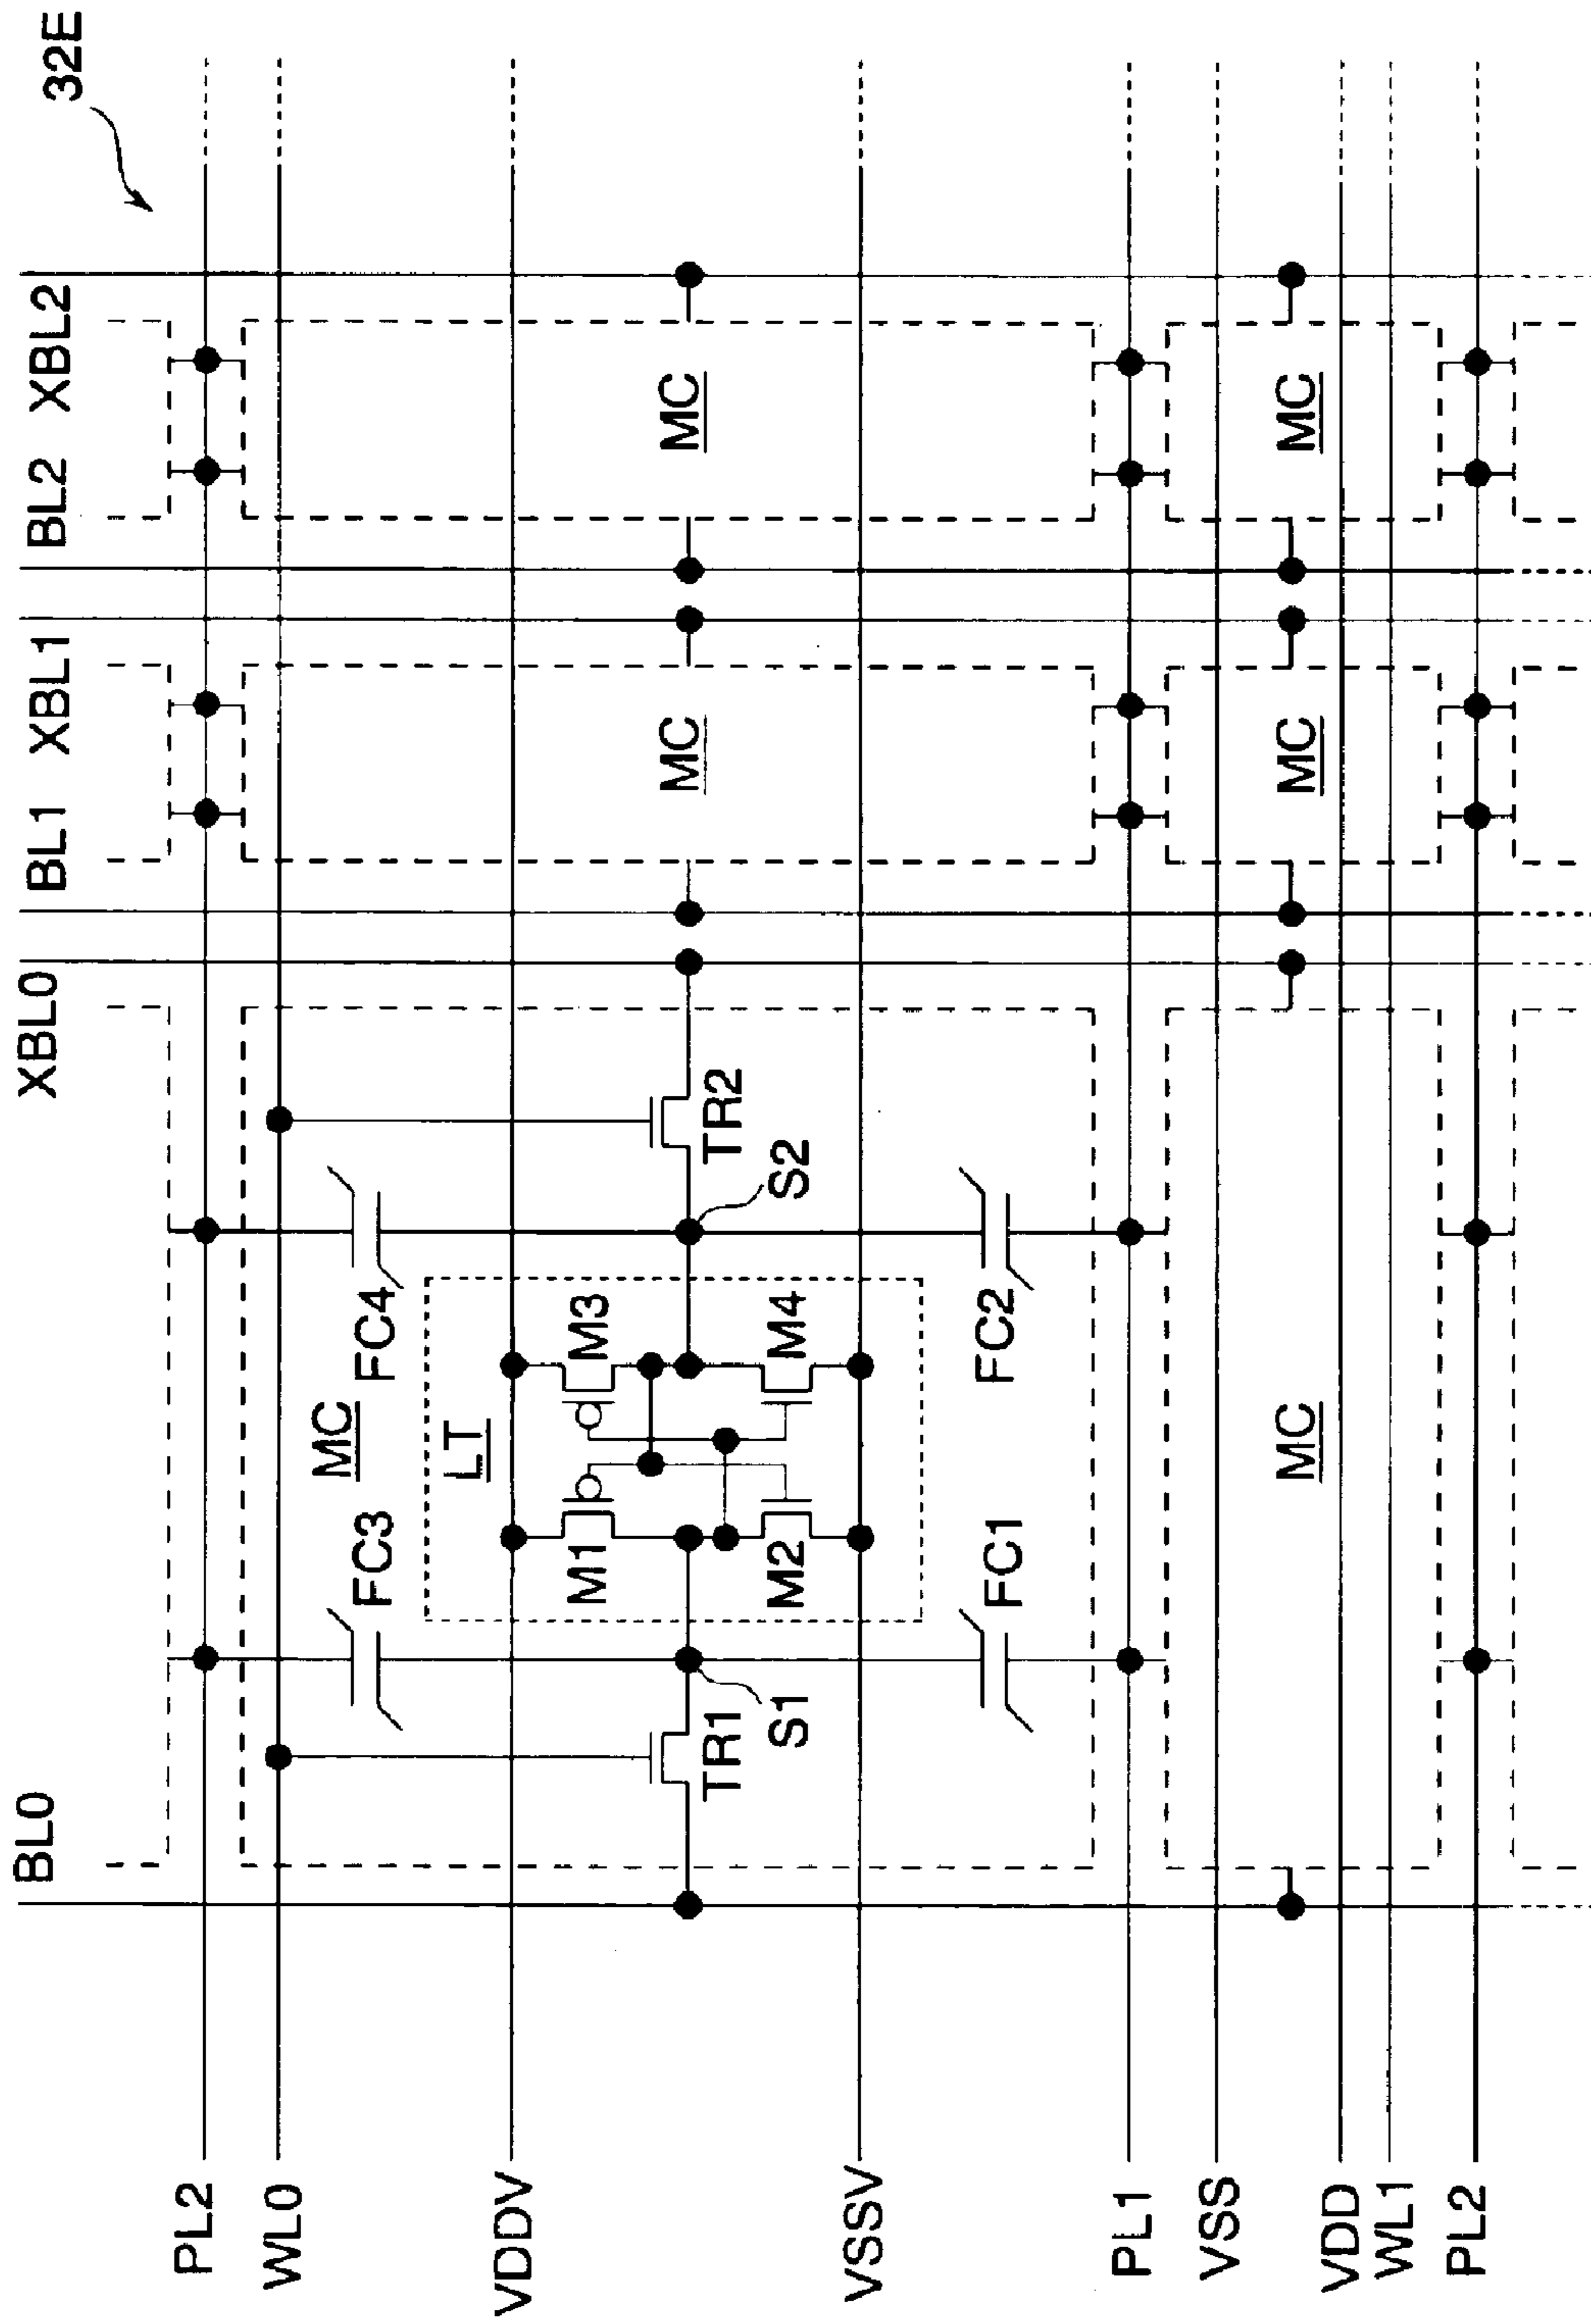 32E
BL0
XBL0
BL1 XBL1
BL2 XBL2
PL2
WL0
VDDV
VSSV
PL1
VSS
VDD
WL1
PL2
MC
FC3
FC4
LT
M1
M3
M2
M4
TR1
TR2
S1
S2
FC1
FC2
MC
MC
MC
MC
MC